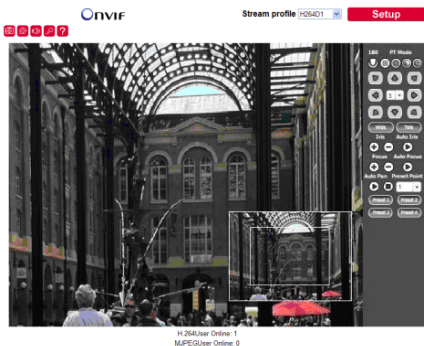 Onvif
Stream profile H264D1
Setup
180 PT Mode
Wide Tele
Iris Auto Iris
Focus Auto Focus
Auto Pan Preset Point
1
Preset 1 Preset 2
Preset 3 Preset 4
H.264User Online: 1
MJPEGUser Online: 0